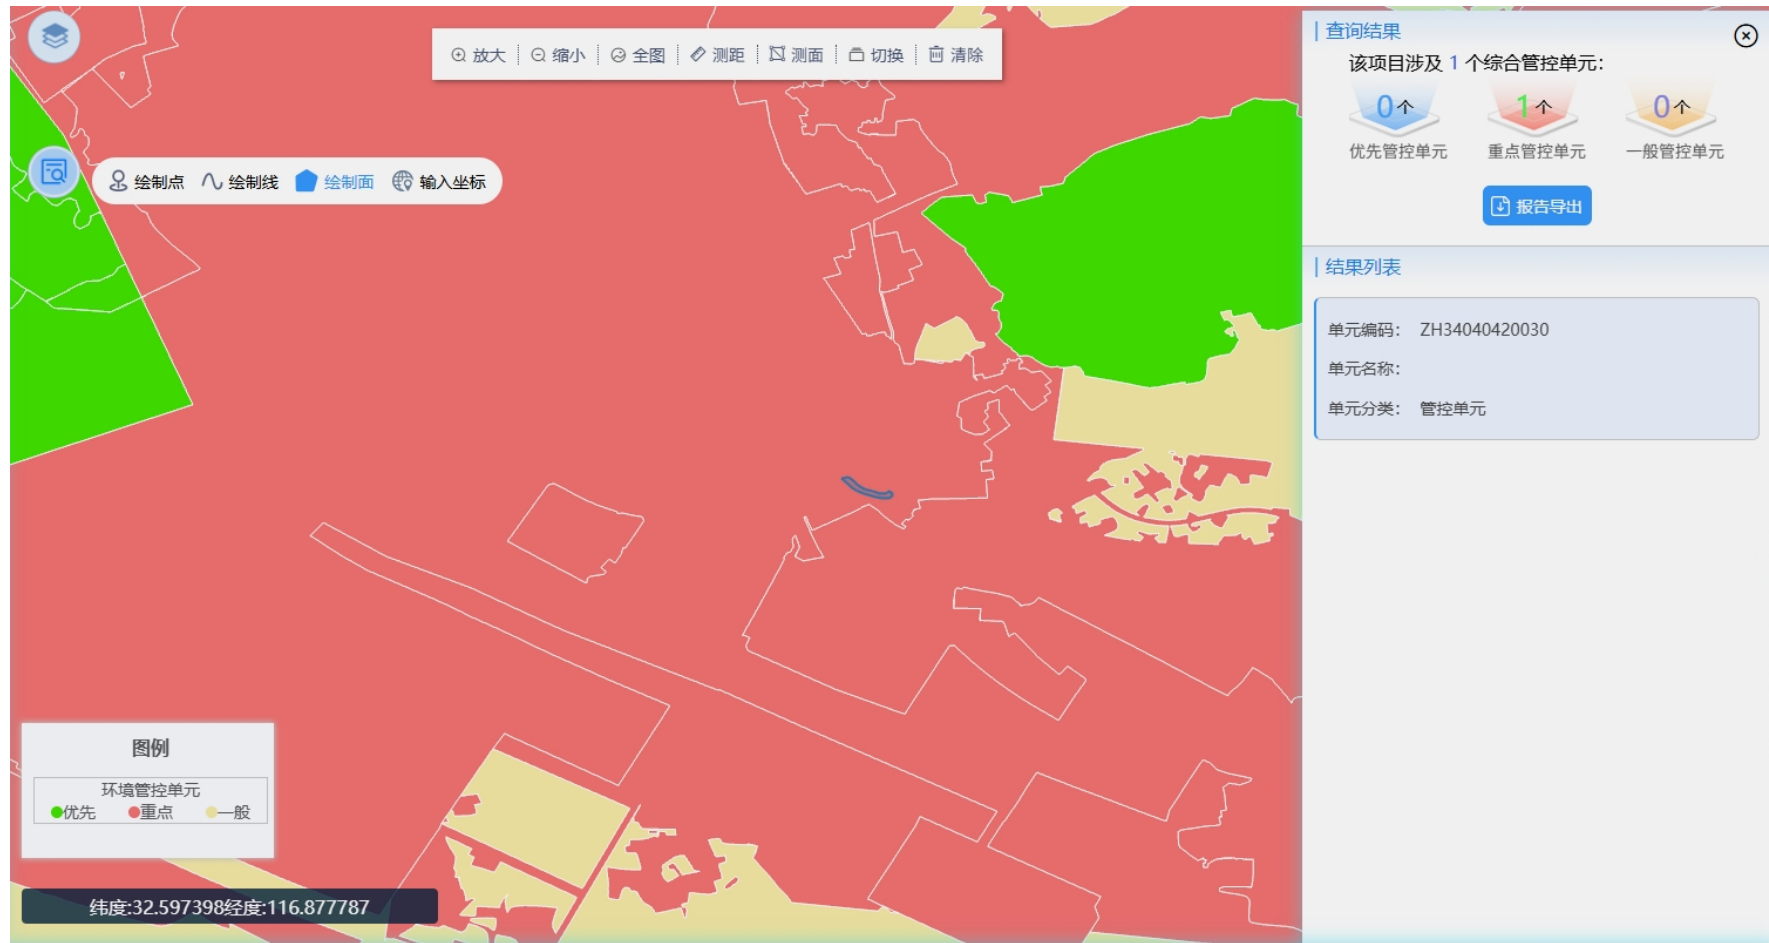 放大 缩小 全图 测距 测面 切换 清除
绘制点 绘制线 绘制面 输入坐标
图例
环境管控单元
优先 重点 一般
纬度:32.597398经度:116.877787
查询结果
该项目涉及 1 个综合管控单元:
0个 1个 0个
优先管控单元 重点管控单元 一般管控单元
报告导出
结果列表
单元编码： ZH34040420030
单元名称：
单元分类： 管控单元